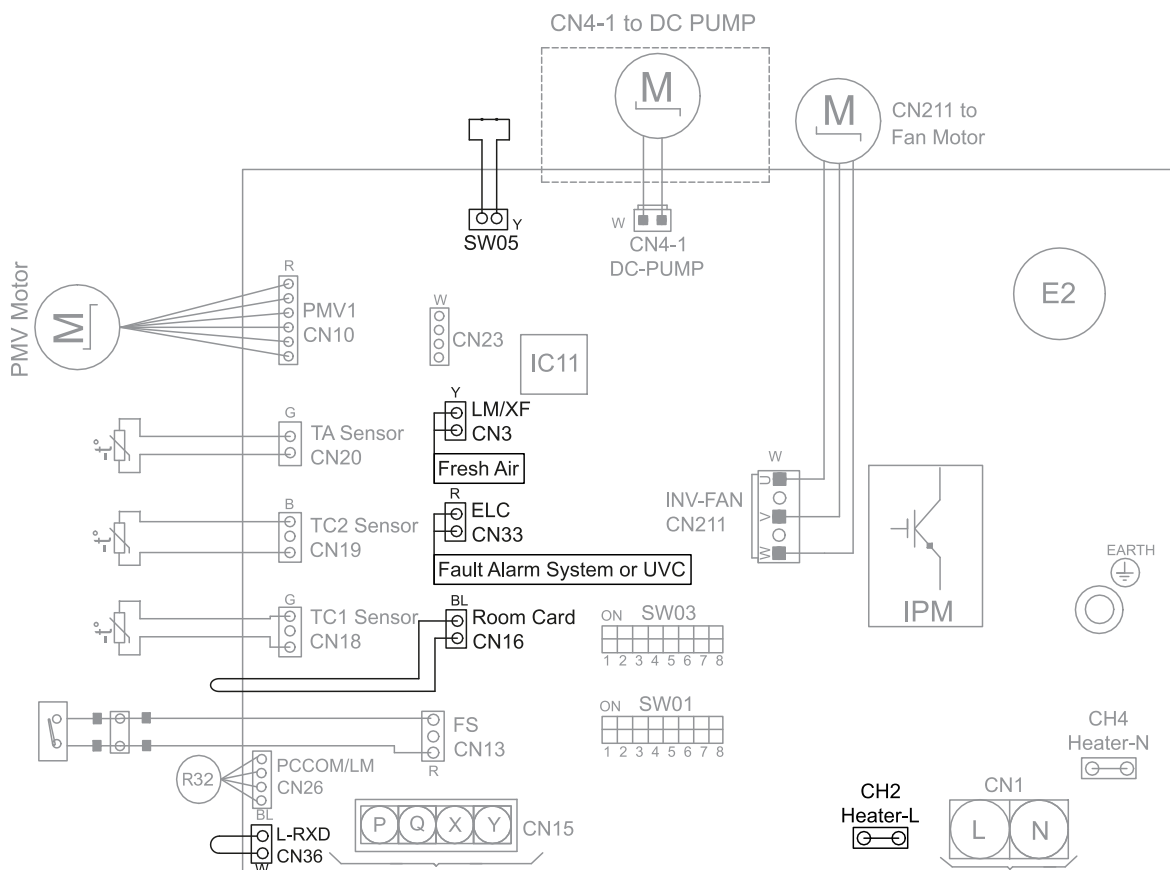 CN4-1 to DC PUMP
M
M
CN211 to
Fan Motor
Y
SW05
W
CN4-1
DC-PUMP
E2
PMV Motor
M
R
PMV1
CN10
W
CN23
IC11
Y
LM/XF
CN3
Fresh Air
G
TA Sensor
CN20
-t°
R
ELC
CN33
Fault Alarm System or UVC
B
TC2 Sensor
CN19
-t°
W
INV-FAN
CN211
U
V
W
IPM
EARTH
G
TC1 Sensor
CN18
-t°
BL
Room Card
CN16
ON SW03
1 2 3 4 5 6 7 8
ON SW01
1 2 3 4 5 6 7 8
FS
CN13
R
R32
PCCOM/LM
CN26
BL
L-RXD
CN36
W
P Q X Y
CN15
CH4
Heater-N
CH2
Heater-L
CN1
L N